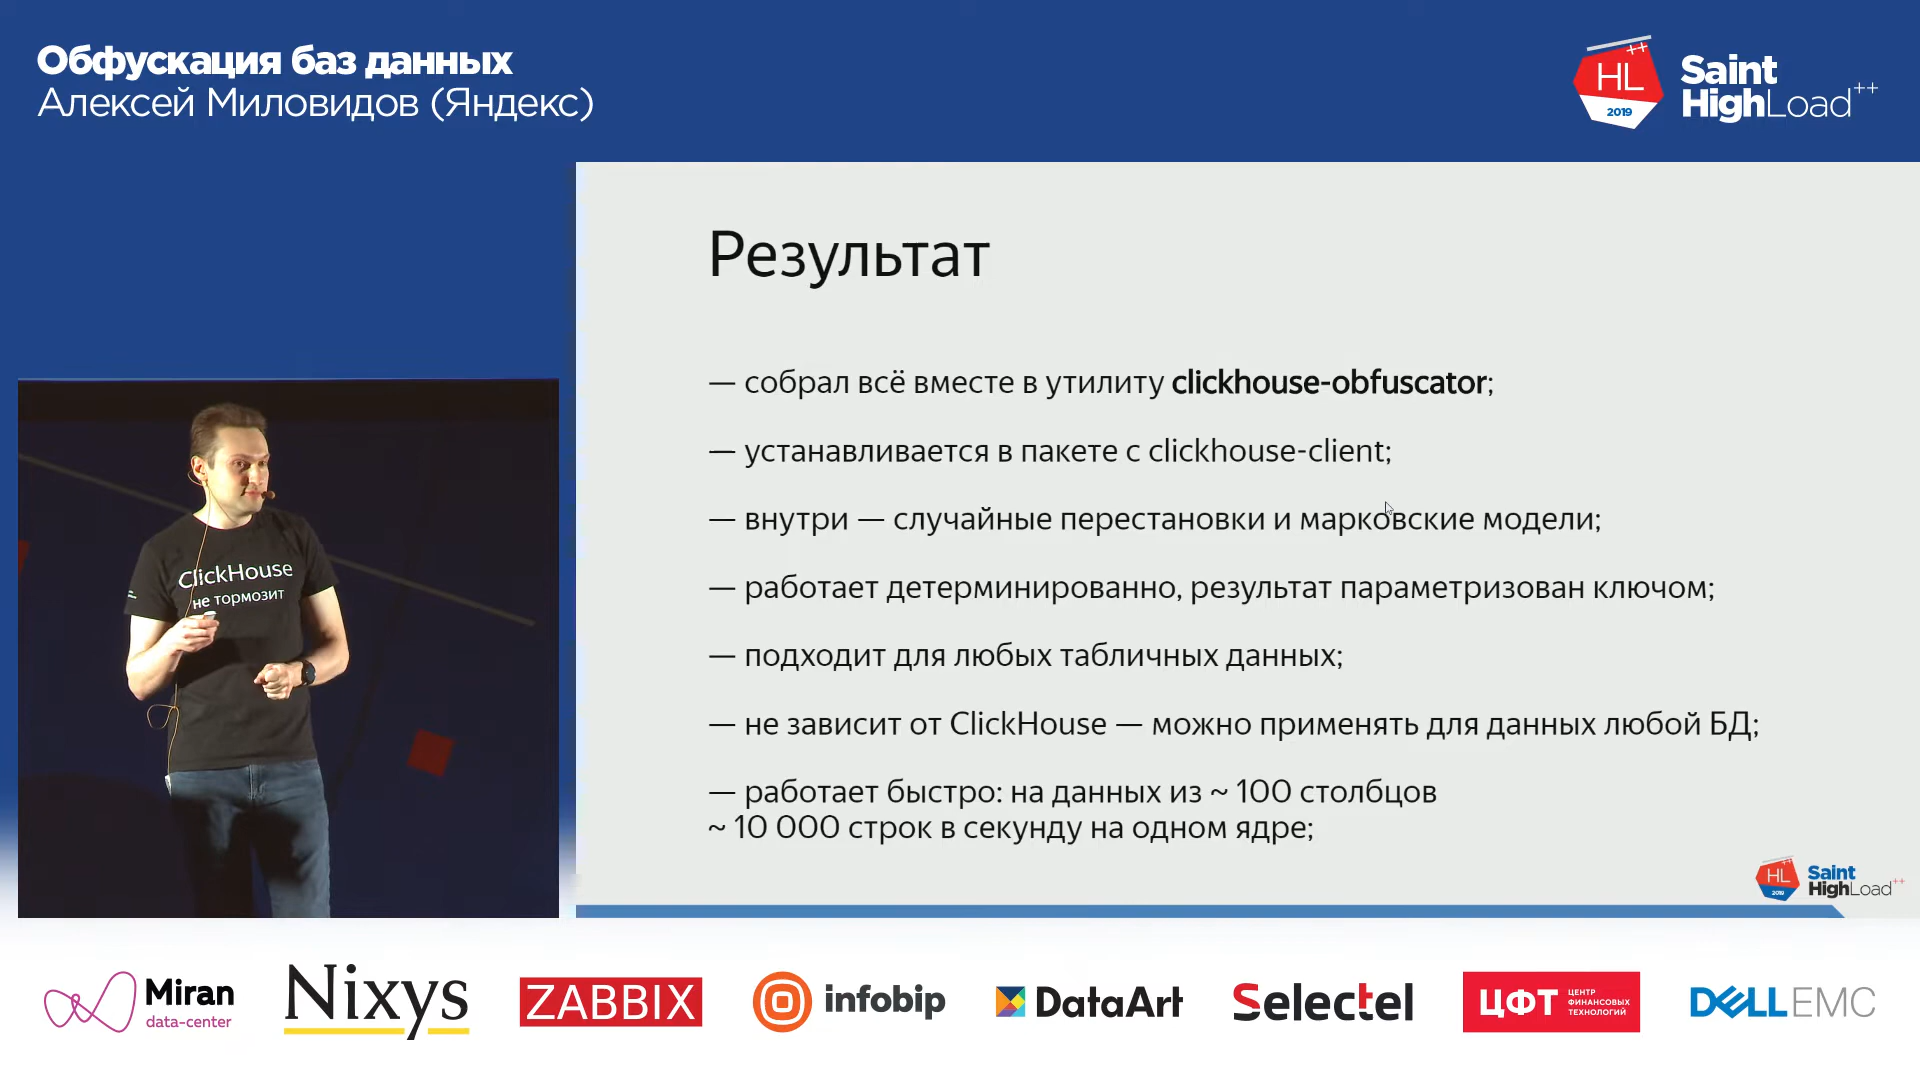 Обфускация баз данных
Алексей Миловидов (Яндекс)
HL++
2019
Saint
HighLoad++
Результат
— собрал всё вместе в утилиту clickhouse-obfuscator;
— устанавливается в пакете с clickhouse-client;
— внутри — случайные перестановки и марковские модели;
— работает детерминированно, результат параметризован ключом;
— подходит для любых табличных данных;
— не зависит от ClickHouse — можно применять для данных любой БД;
— работает быстро: на данных из ~ 100 столбцов
~ 10 000 строк в секунду на одном ядре;
ClickHouse
не тормозит
HL++
2019
Saint
HighLoad++
Miran
data-center
Nixys
ZABBIX
infobip
DataArt
Selectel
ЦФТ
ЦЕНТР
ФИНАНСОВЫХ
ТЕХНОЛОГИЙ
DELL EMC